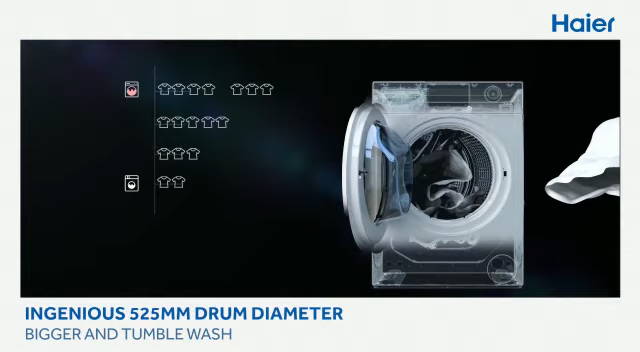 Haier
INGENIOUS 525MM DRUM DIAMETER
BIGGER AND TUMBLE WASH